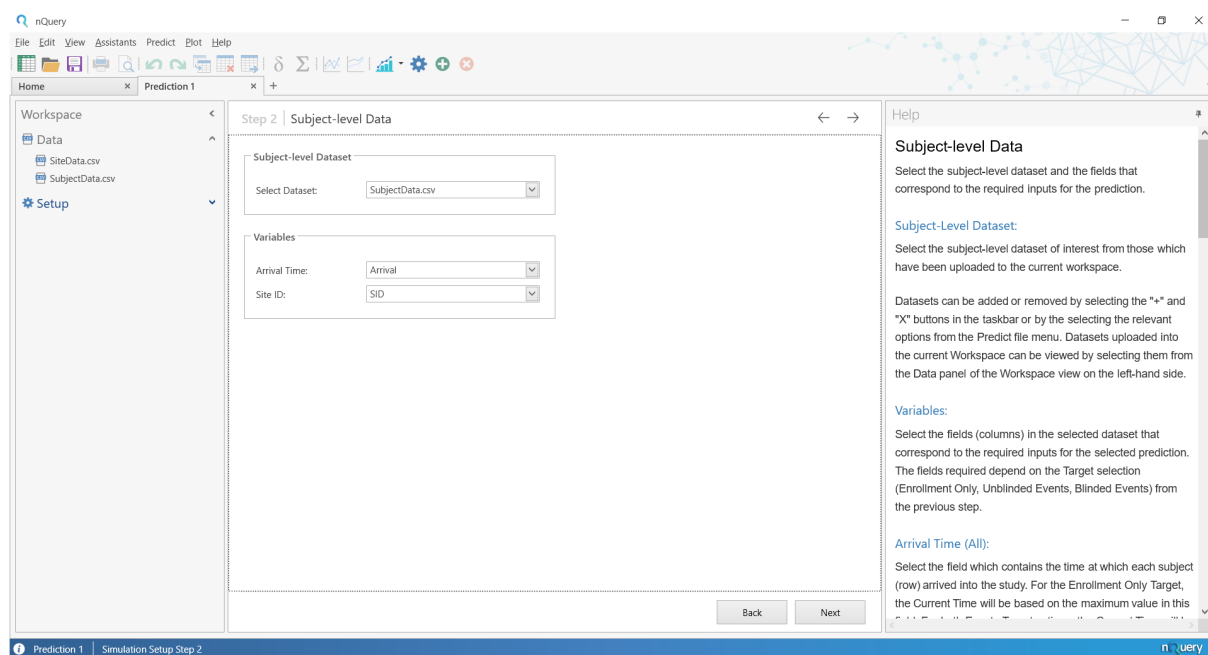 nQuery
File Edit View Assistants Predict Plot Help
Home × Prediction 1 × +
Workspace
Data
SiteData.csv
SubjectData.csv
Setup
Step 2 | Subject-level Data
Subject-level Dataset
Select Dataset: SubjectData.csv
Variables
Arrival Time: Arrival
Site ID: SID
Back Next
Help
Subject-level Data
Select the subject-level dataset and the fields that
correspond to the required inputs for the prediction.
Subject-Level Dataset:
Select the subject-level dataset of interest from those which
have been uploaded to the current workspace.
Datasets can be added or removed by selecting the "+" and
"X" buttons in the taskbar or by the selecting the relevant
options from the Predict file menu. Datasets uploaded into
the current Workspace can be viewed by selecting them from
the Data panel of the Workspace view on the left-hand side.
Variables:
Select the fields (columns) in the selected dataset that
correspond to the required inputs for the selected prediction.
The fields required depend on the Target selection
(Enrollment Only, Unblinded Events, Blinded Events) from
the previous step.
Arrival Time (All):
Select the field which contains the time at which each subject
(row) arrived into the study. For the Enrollment Only Target,
the Current Time will be based on the maximum value in this
Prediction 1 | Simulation Setup Step 2
nQuery